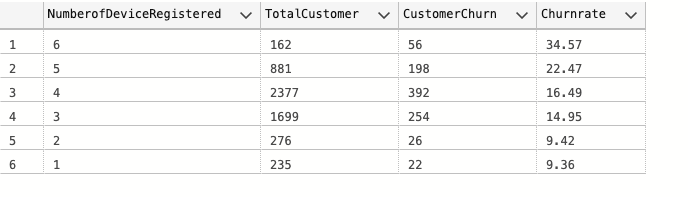 NumberofDeviceRegistered TotalCustomer CustomerChurn Churnrate
1 6 162 56 34.57
2 5 881 198 22.47
3 4 2377 392 16.49
4 3 1699 254 14.95
5 2 276 26 9.42
6 1 235 22 9.36